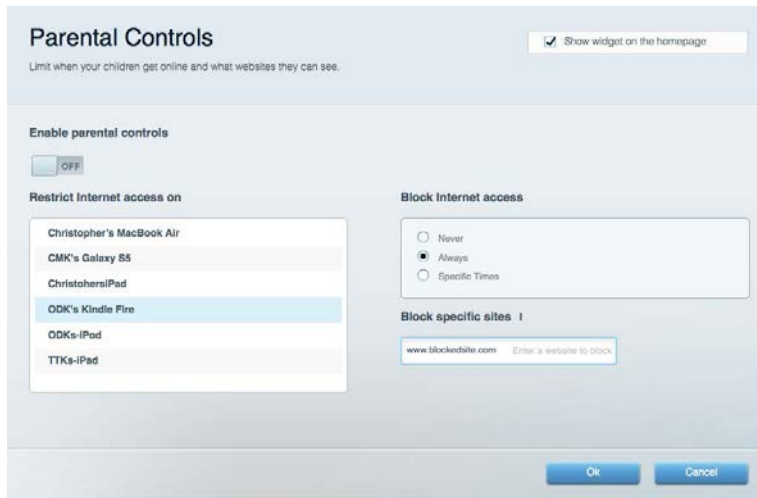 Parental Controls
Show widget on the homepage
Limit when your children get online and what websites they can see.
Enable parental controls
OFF
Restrict Internet access on
Block Internet access
Christopher's MacBook Air
CMK's Galaxy S5
ChristohersiPad
ODK's Kindle Fire
ODKs-iPod
TTKs-iPad
Never
Always
Specific Times
Block specific sites |
www.blockedsite.com Enter a website to block
Ok
Cancel